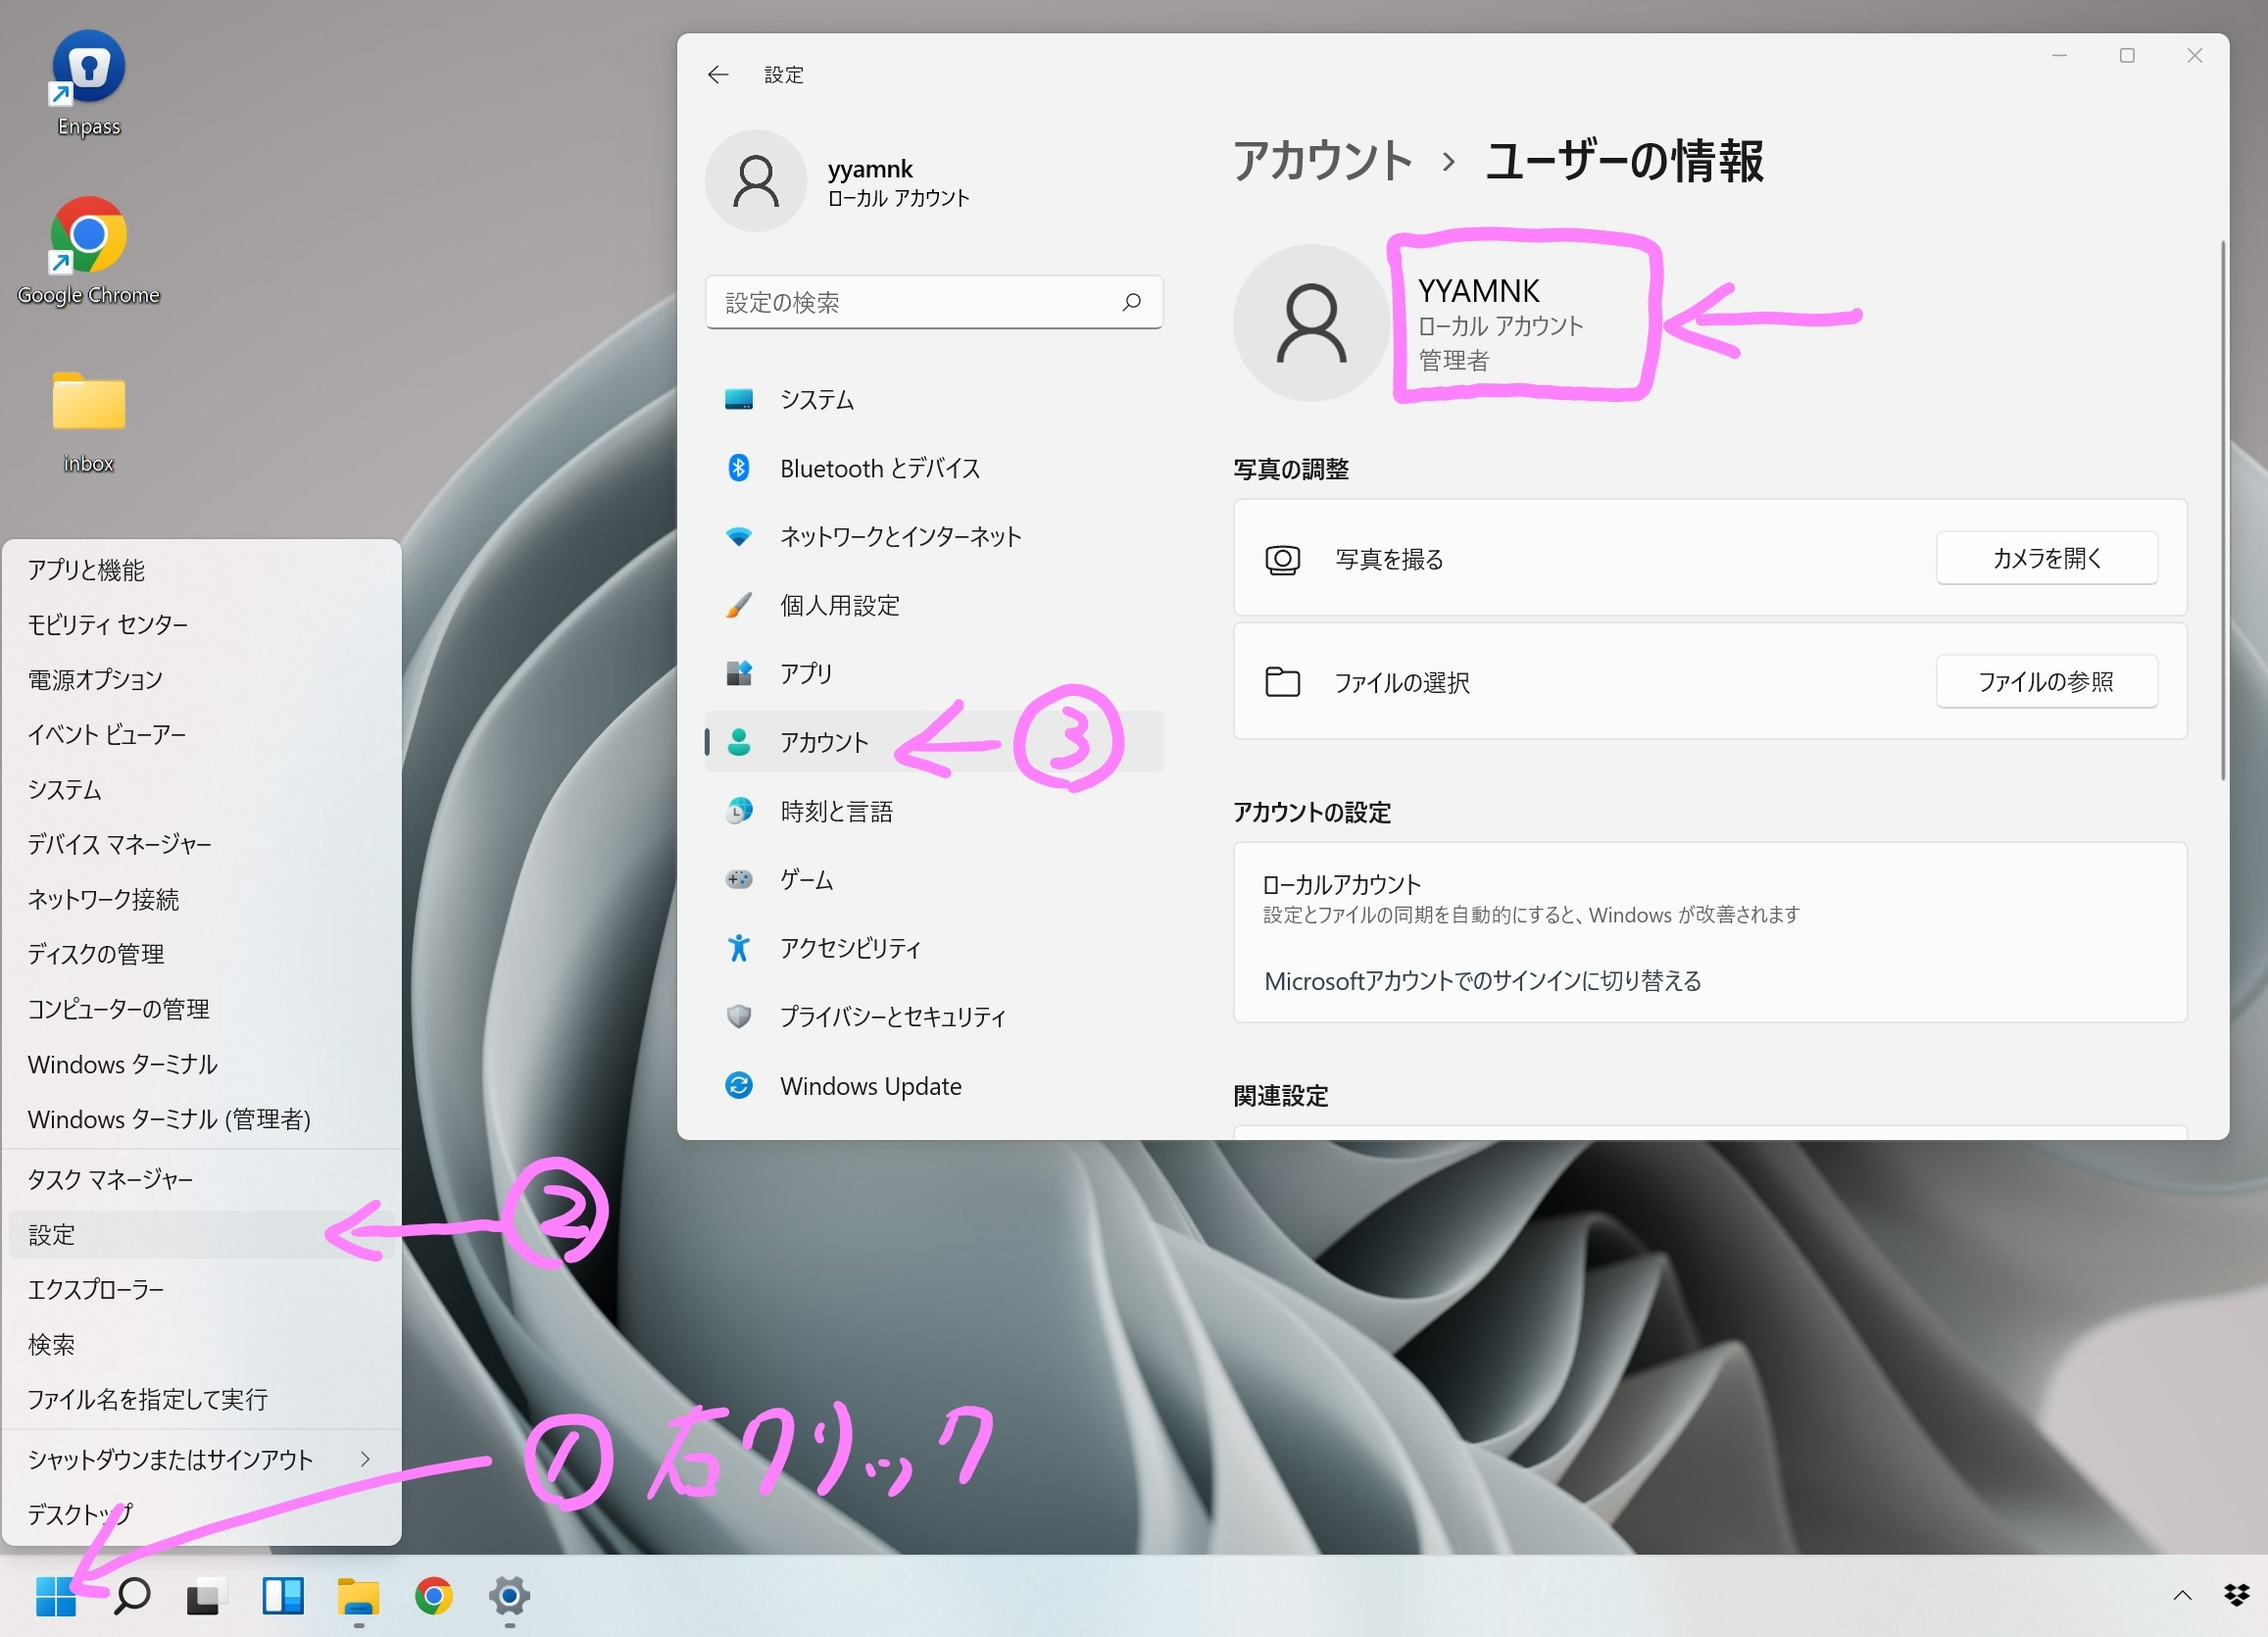 Enpass
Google Chrome
inbox
アプリと機能
モビリティ センター
電源オプション
イベント ビューアー
システム
デバイス マネージャー
ネットワーク接続
ディスクの管理
コンピューターの管理
Windows ターミナル
Windows ターミナル (管理者)
タスク マネージャー
設定
エクスプローラー
検索
ファイル名を指定して実行
シャットダウンまたはサインアウト
デスクトップ
② 
① 右クリック
設定
yyamnk
ローカル アカウント
設定の検索
システム
Bluetooth とデバイス
ネットワークとインターネット
個人用設定
アプリ
アカウント
③
時刻と言語
ゲーム
アクセシビリティ
プライバシーとセキュリティ
Windows Update
アカウント › ユーザーの情報
YYAMNK
ローカル アカウント
管理者
写真の調整
写真を撮る
カメラを開く
ファイルの選択
ファイルの参照
アカウントの設定
ローカルアカウント
設定とファイルの同期を自動的にすると、Windows が改善されます
Microsoftアカウントでのサインインに切り替える
関連設定